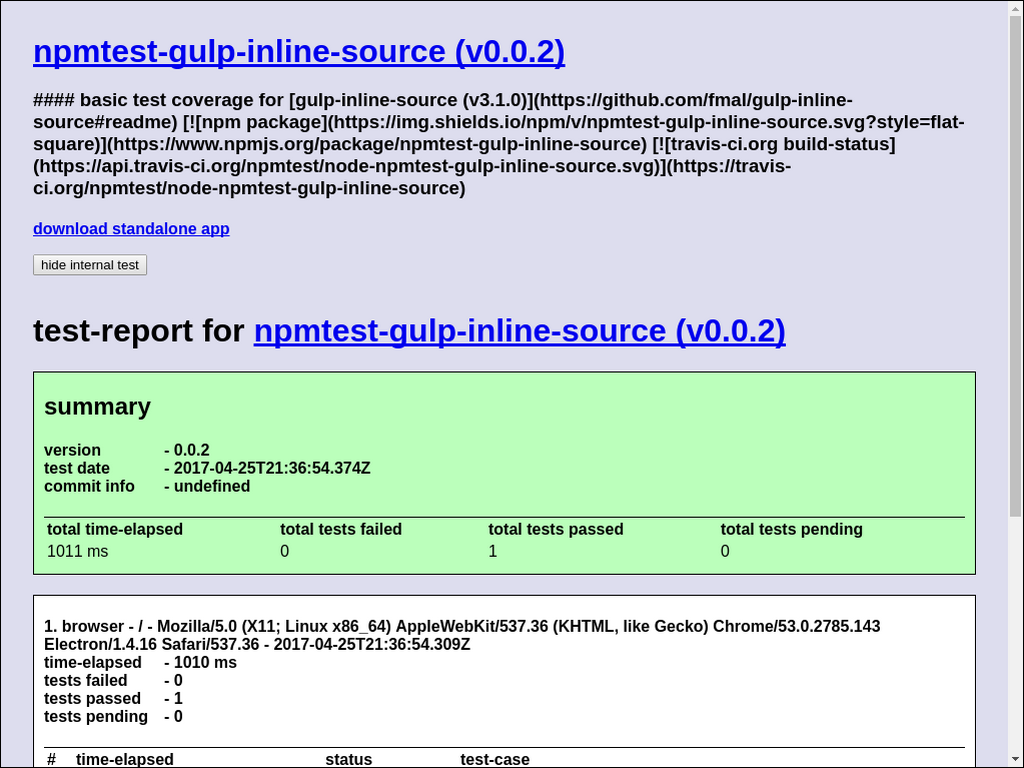 npmtest-gulp-inline-source (v0.0.2)
#### basic test coverage for [gulp-inline-source (v3.1.0)](https://github.com/fmal/gulp-inline-
source#readme) [![npm package](https://img.shields.io/npm/v/npmtest-gulp-inline-source.svg?style=flat-
square)](https://www.npmjs.org/package/npmtest-gulp-inline-source) [![travis-ci.org build-status]
(https://api.travis-ci.org/npmtest/node-npmtest-gulp-inline-source.svg)](https://travis-
ci.org/npmtest/node-npmtest-gulp-inline-source)
download standalone app
hide internal test
test-report for npmtest-gulp-inline-source (v0.0.2)
summary
version - 0.0.2
test date - 2017-04-25T21:36:54.374Z
commit info - undefined
total time-elapsed total tests failed total tests passed total tests pending
1011 ms 0 1 0
1. browser - / - Mozilla/5.0 (X11; Linux x86_64) AppleWebKit/537.36 (KHTML, like Gecko) Chrome/53.0.2785.143
Electron/1.4.16 Safari/537.36 - 2017-04-25T21:36:54.309Z
time-elapsed - 1010 ms
tests failed - 0
tests passed - 1
tests pending - 0
# time-elapsed status test-case